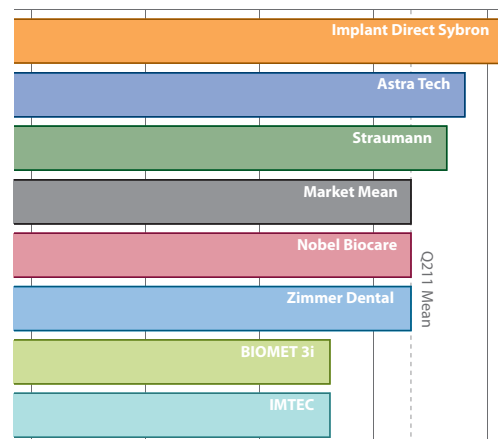 Implant Direct Sybron
Astra Tech
Straumann
Market Mean
Nobel Biocare
Zimmer Dental
Q211 Mean
BIOMET 3i
IMTEC